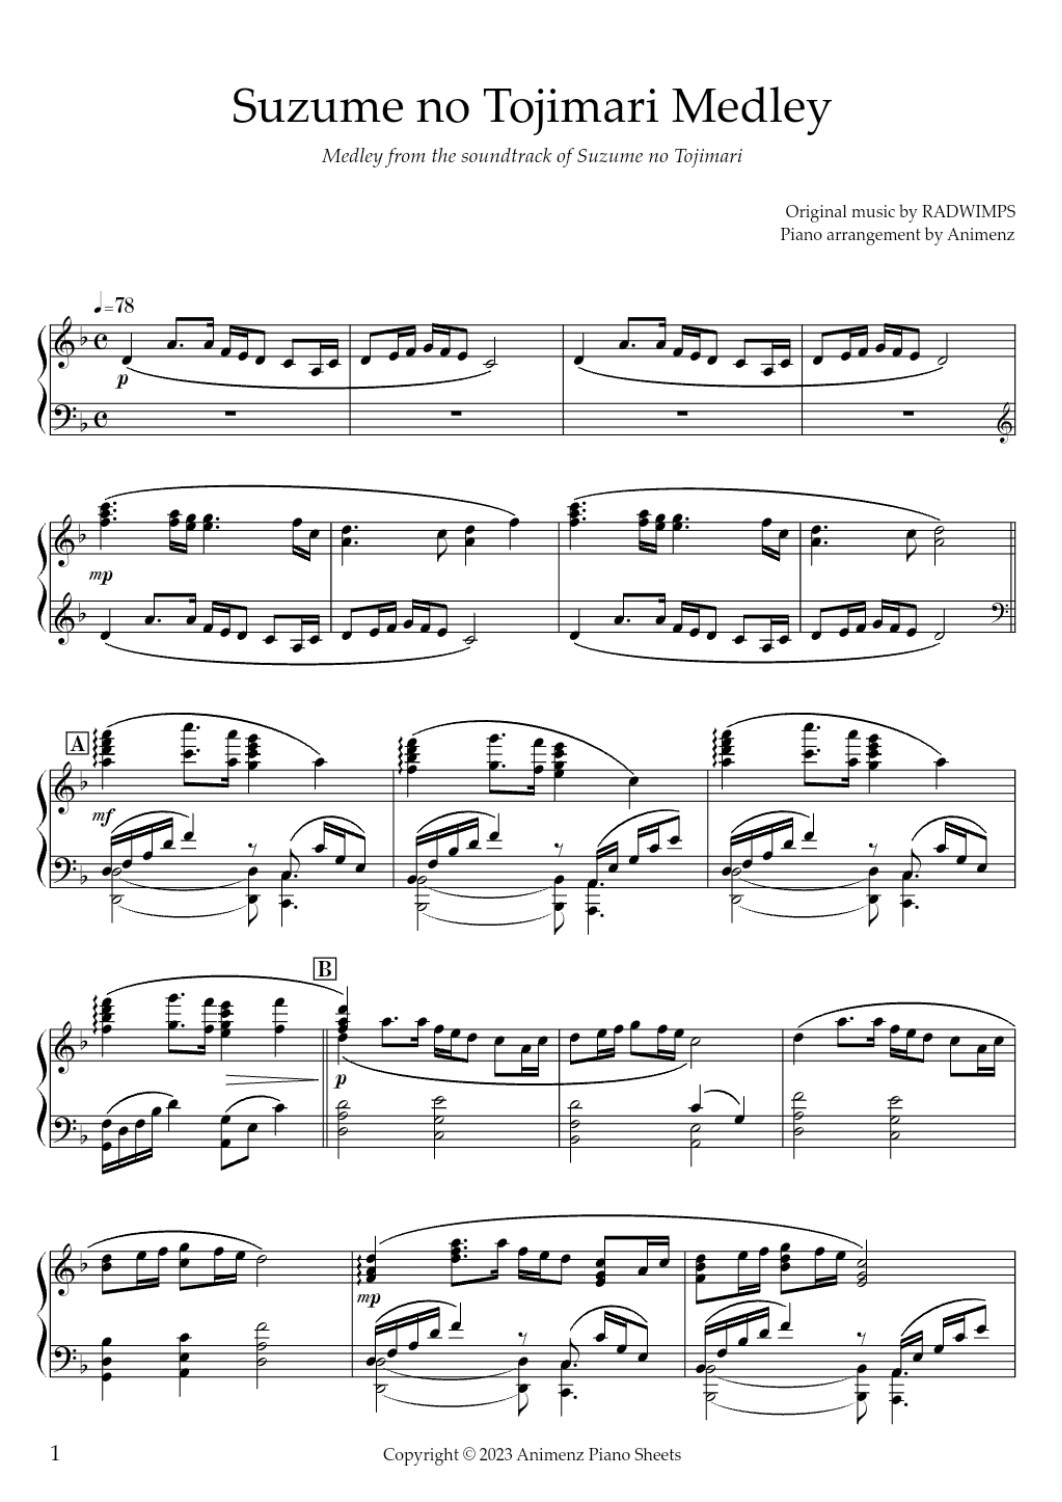 Suzume no Tojimari Medley
Medley from the soundtrack of Suzume no Tojimari
Original music by RADWIMPS
Piano arrangement by Animenz
♩=78
p
mp
A
mf
B
p
mp
1
Copyright © 2023 Animenz Piano Sheets